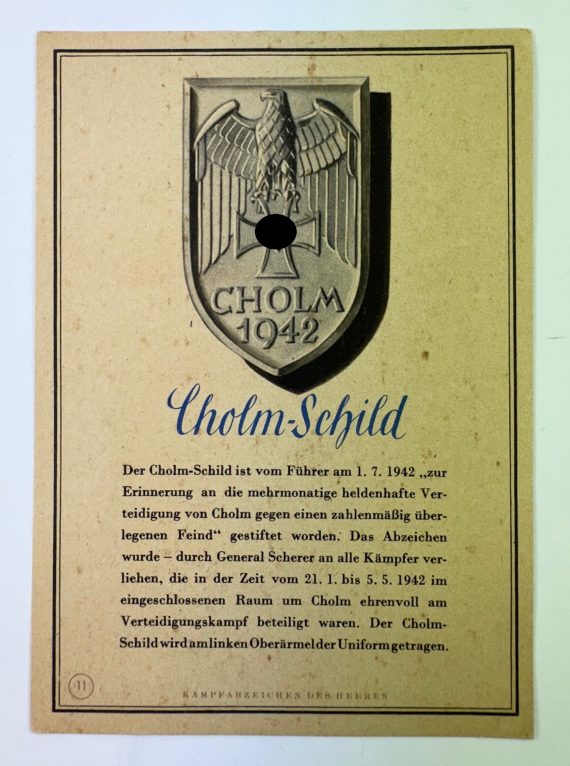 CHOLM
1942
Cholm-Schild
Der Cholm-Schild ist vom Führer am 1. 7. 1942 „zur
Erinnerung an die mehrmonatige heldenhafte Ver-
teidigung von Cholm gegen einen zahlenmäßig über-
legenen Feind“ gestiftet worden. Das Abzeichen
wurde – durch General Scherer an alle Kämpfer ver-
liehen, die in der Zeit vom 21. 1. bis 5. 5. 1942 im
eingeschlossenen Raum um Cholm ehrenvoll am
Verteidigungskampf beteiligt waren. Der Cholm-
Schild wird am linken Oberärmel der Uniform getragen.
11
KAMPFABZEICHEN DES HEERES